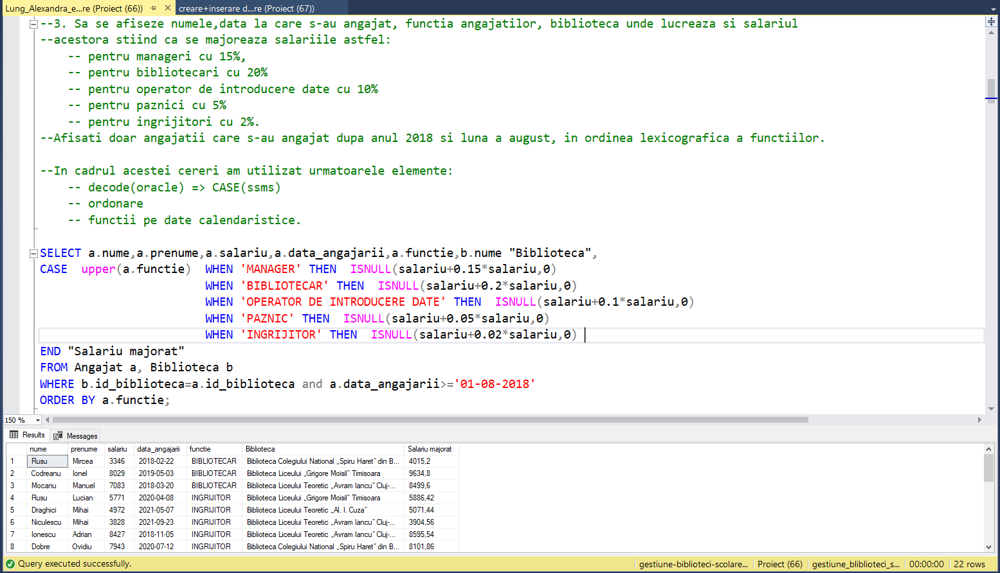 Lung_Alexandra_e...re (Proiect (66)) creare+inserare d...re (Proiect (67))
--3. Sa se afiseze numele,data la care s-au angajat, functia angajatilor, biblioteca unde lucreaza si salariul
--acestora stiind ca se majoreaza salariile astfel:
-- pentru manageri cu 15%,
-- pentru bibliotecari cu 20%
-- pentru operator de introducere date cu 10%
-- pentru paznici cu 5%
-- pentru ingrijitori cu 2%.
--Afisati doar angajatii care s-au angajat dupa anul 2018 si luna a august, in ordinea lexicografica a functiilor.
--In cadrul acestei cereri am utilizat urmatoarele elemente:
-- decode(oracle) => CASE(ssms)
-- ordonare
-- functii pe date calendaristice.
SELECT a.nume,a.prenume,a.salariu,a.data_angajarii,a.functie,b.nume "Biblioteca",
CASE  upper(a.functie)  WHEN 'MANAGER' THEN  ISNULL(salariu+0.15*salariu,0)
WHEN 'BIBLIOTECAR' THEN  ISNULL(salariu+0.2*salariu,0)
WHEN 'OPERATOR DE INTRODUCERE DATE' THEN  ISNULL(salariu+0.1*salariu,0)
WHEN 'PAZNIC' THEN  ISNULL(salariu+0.05*salariu,0)
WHEN 'INGRIJITOR' THEN  ISNULL(salariu+0.02*salariu,0)
END "Salariu majorat"
FROM Angajat a, Biblioteca b
WHERE b.id_biblioteca=a.id_biblioteca and a.data_angajarii>='01-08-2018'
ORDER BY a.functie;
150 %
Results Messages
nume prenume salariu data_angajarii functie Biblioteca Salariu majorat
1 Rusu Mircea 3346 2018-02-22 BIBLIOTECAR Biblioteca Colegiului National „Spiru Haret” din B... 4015,2
2 Codreanu Ionel 8029 2019-05-03 BIBLIOTECAR Biblioteca Liceului „Grigore Moisil” Timisoara 9634,8
3 Mocanu Manuel 7083 2018-03-20 BIBLIOTECAR Biblioteca Liceului Teoretic „Avram Iancu” Cluj-... 8499,6
4 Rusu Lucian 5771 2020-04-08 INGRIJITOR Biblioteca Liceului „Grigore Moisil” Timisoara 5886,42
5 Draghici Mihai 4972 2021-05-07 INGRIJITOR Biblioteca Liceului Teoretic „Al. I. Cuza” 5071,44
6 Niculescu Mihai 3828 2021-09-23 INGRIJITOR Biblioteca Liceului Teoretic „Avram Iancu” Cluj-... 3904,56
7 Ionescu Adrian 8427 2018-11-05 INGRIJITOR Biblioteca Liceului Teoretic „Avram Iancu” Cluj-... 8595,54
8 Dobre Ovidiu 7943 2020-07-12 INGRIJITOR Biblioteca Colegiului National „Spiru Haret” din B... 8101,86
Query executed successfully. gestiune-biblioteci-scolare... Proiect (66) gestiune_bliblioteci_s... 00:00:00 22 rows